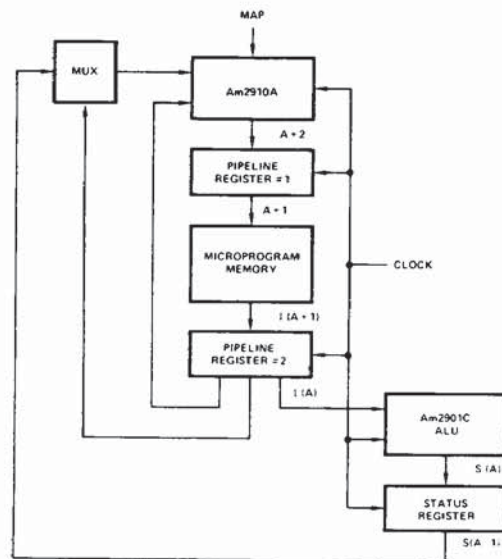 MAP
MUX
Am2910A
A + 2
PIPELINE
REGISTER =1
A + 1
MICROPROGRAM
MEMORY
CLOCK
I (A + 1)
PIPELINE
REGISTER =2
I (A)
Am2901C
ALU
S (A)
STATUS
REGISTER
S(A 1)